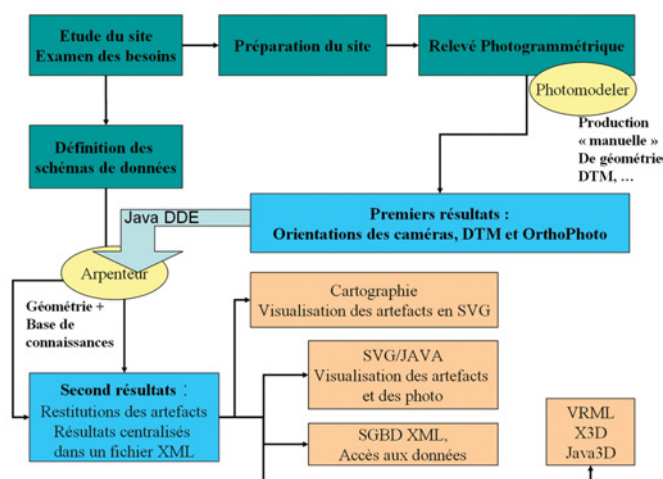 Etude du site
Examen des besoins
Préparation du site
Relevé Photogrammétrique
Photomodeler
Production
« manuelle »
De géométrie
DTM, ...
Définition des
schémas de données
Java DDE
Premiers résultats :
Orientations des caméras, DTM et OrthoPhoto
Arpenteur
Géométrie +
Base de
connaissances
Cartographie
Visualisation des artefacts en SVG
SVG/JAVA
Visualisation des artefacts
et des photo
Second résultats :
Restitutions des artefacts
Résultats centralisés
dans un fichier XML
SGBD XML,
Accès aux données
VRML
X3D
Java3D